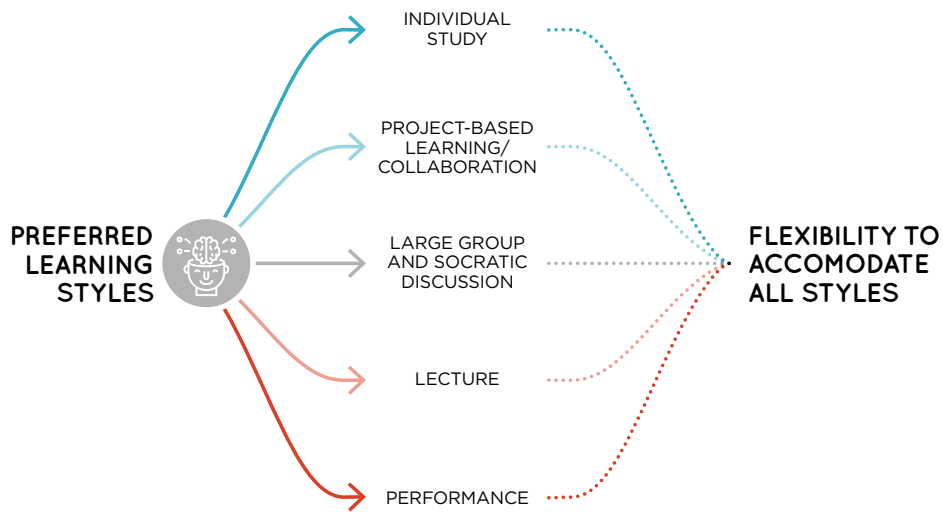 PREFERRED
LEARNING
STYLES
INDIVIDUAL
STUDY
PROJECT-BASED
LEARNING/
COLLABORATION
LARGE GROUP
AND SOCRATIC
DISCUSSION
LECTURE
PERFORMANCE
FLEXIBILITY TO
ACCOMODATE
ALL STYLES